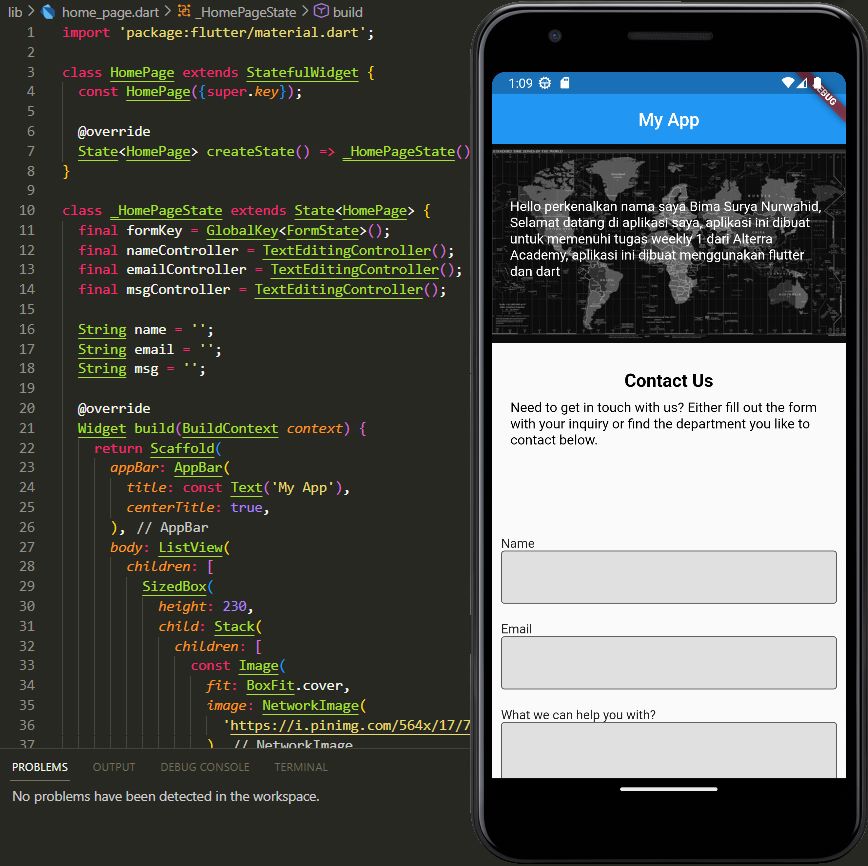 lib > home_page.dart > _HomePageState > build
1 import 'package:flutter/material.dart';
2
3 class HomePage extends StatefulWidget {
4 const HomePage({super.key});
5
6 @override
7 State<HomePage> createState() => _HomePageState()
8 }
9
10 class _HomePageState extends State<HomePage> {
11 final formKey = GlobalKey<FormState>();
12 final nameController = TextEditingController();
13 final emailController = TextEditingController();
14 final msgController = TextEditingController();
15
16 String name = '';
17 String email = '';
18 String msg = '';
19
20 @override
21 Widget build(BuildContext context) {
22 return Scaffold(
23 appBar: AppBar(
24 title: const Text('My App'),
25 centerTitle: true,
26 ), // AppBar
27 body: ListView(
28 children: [
29 SizedBox(
30 height: 230,
31 child: Stack(
32 children: [
33 const Image(
34 fit: BoxFit.cover,
35 image: NetworkImage(
36 'https://i.pinimg.com/564x/17/7
37 ), // NetworkImage
PROBLEMS OUTPUT DEBUG CONSOLE TERMINAL
No problems have been detected in the workspace.
1:09
DEBUG
My App
Hello perkenalkan nama saya Bima Surya Nurwahid,
Selamat datang di aplikasi saya, aplikasi ini dibuat
untuk memenuhi tugas weekly 1 dari Alterra
Academy, aplikasi ini dibuat menggunakan flutter
dan dart
Contact Us
Need to get in touch with us? Either fill out the form
with your inquiry or find the department you like to
contact below.
Name
Email
What we can help you with?